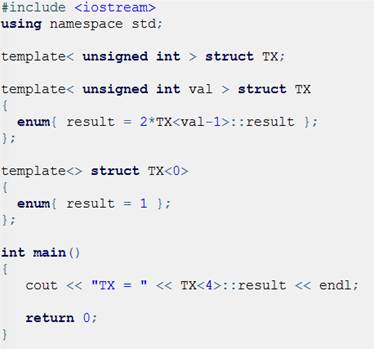 #include <iostream>
using namespace std;
template< unsigned int > struct TX;
template< unsigned int val > struct TX
{
enum{ result = 2*TX<val-1>::result };
};
template<> struct TX<0>
{
enum{ result = 1 };
};
int main()
{
cout << "TX = " << TX<4>::result << endl;
return 0;
}